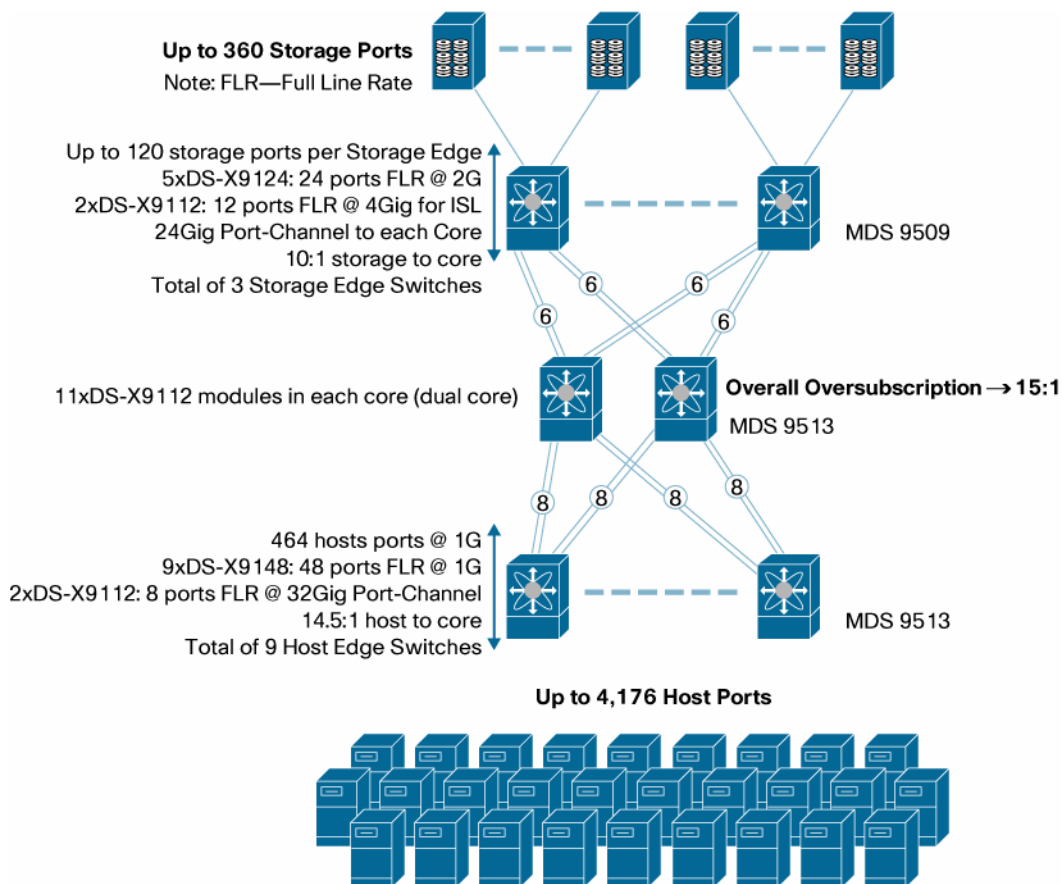 Up to 360 Storage Ports
Note: FLR—Full Line Rate
Up to 120 storage ports per Storage Edge
5xDS-X9124: 24 ports FLR @ 2G
2xDS-X9112: 12 ports FLR @ 4Gig for ISL
24Gig Port-Channel to each Core
10:1 storage to core
Total of 3 Storage Edge Switches
MDS 9509
6
6
6
6
11xDS-X9112 modules in each core (dual core)
Overall Oversubscription → 15:1
MDS 9513
8
8
8
8
464 hosts ports @ 1G
9xDS-X9148: 48 ports FLR @ 1G
2xDS-X9112: 8 ports FLR @ 32Gig Port-Channel
14.5:1 host to core
Total of 9 Host Edge Switches
MDS 9513
Up to 4,176 Host Ports